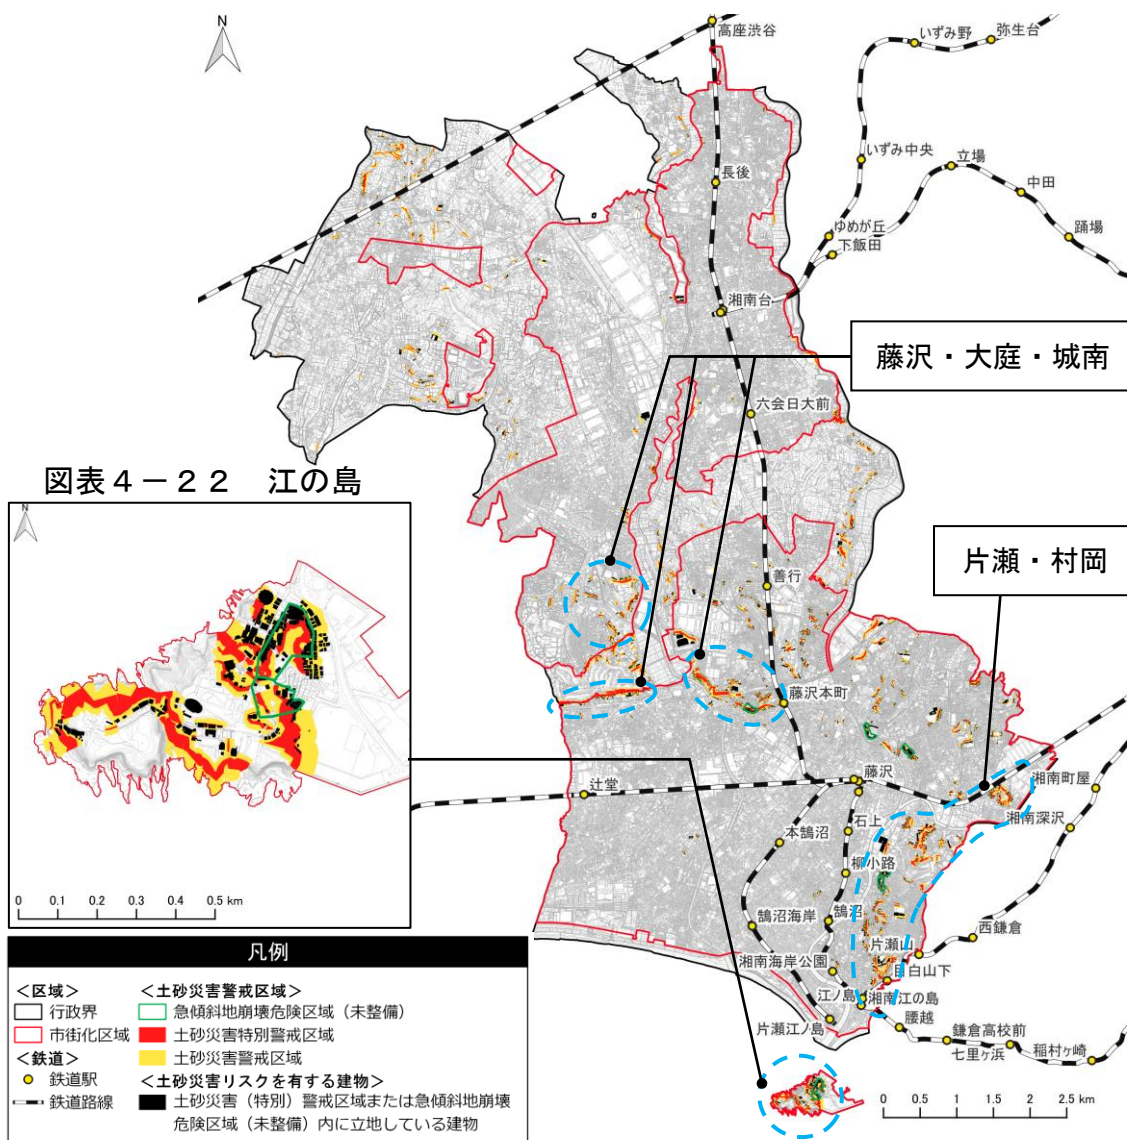 N
高座渋谷
いずみ野
弥生台
いずみ中央
立場
中田
踊場
長後
ゆめが丘
下飯田
湘南台
藤沢・大庭・城南
六会日大前
図表４－２２　江の島
N
片瀬・村岡
善行
藤沢本町
藤沢
辻堂
湘南町屋
石上
湘南深沢
本鵠沼
柳小路
鵠沼
鵠沼海岸
西鎌倉
片瀬山
湘南海岸公園
目白山下
江ノ島
湘南江の島
片瀬江ノ島
腰越
鎌倉高校前
七里ヶ浜
稲村ヶ崎
0 0.1 0.2 0.3 0.4 0.5 km
凡例
＜区域＞
行政界
市街化区域
＜鉄道＞
鉄道駅
鉄道路線
＜土砂災害警戒区域＞
急傾斜地崩壊危険区域（未整備）
土砂災害特別警戒区域
土砂災害警戒区域
＜土砂災害リスクを有する建物＞
土砂災害（特別）警戒区域または急傾斜地崩壊
危険区域（未整備）内に立地している建物
0 0.5 1 1.5 2 2.5 km